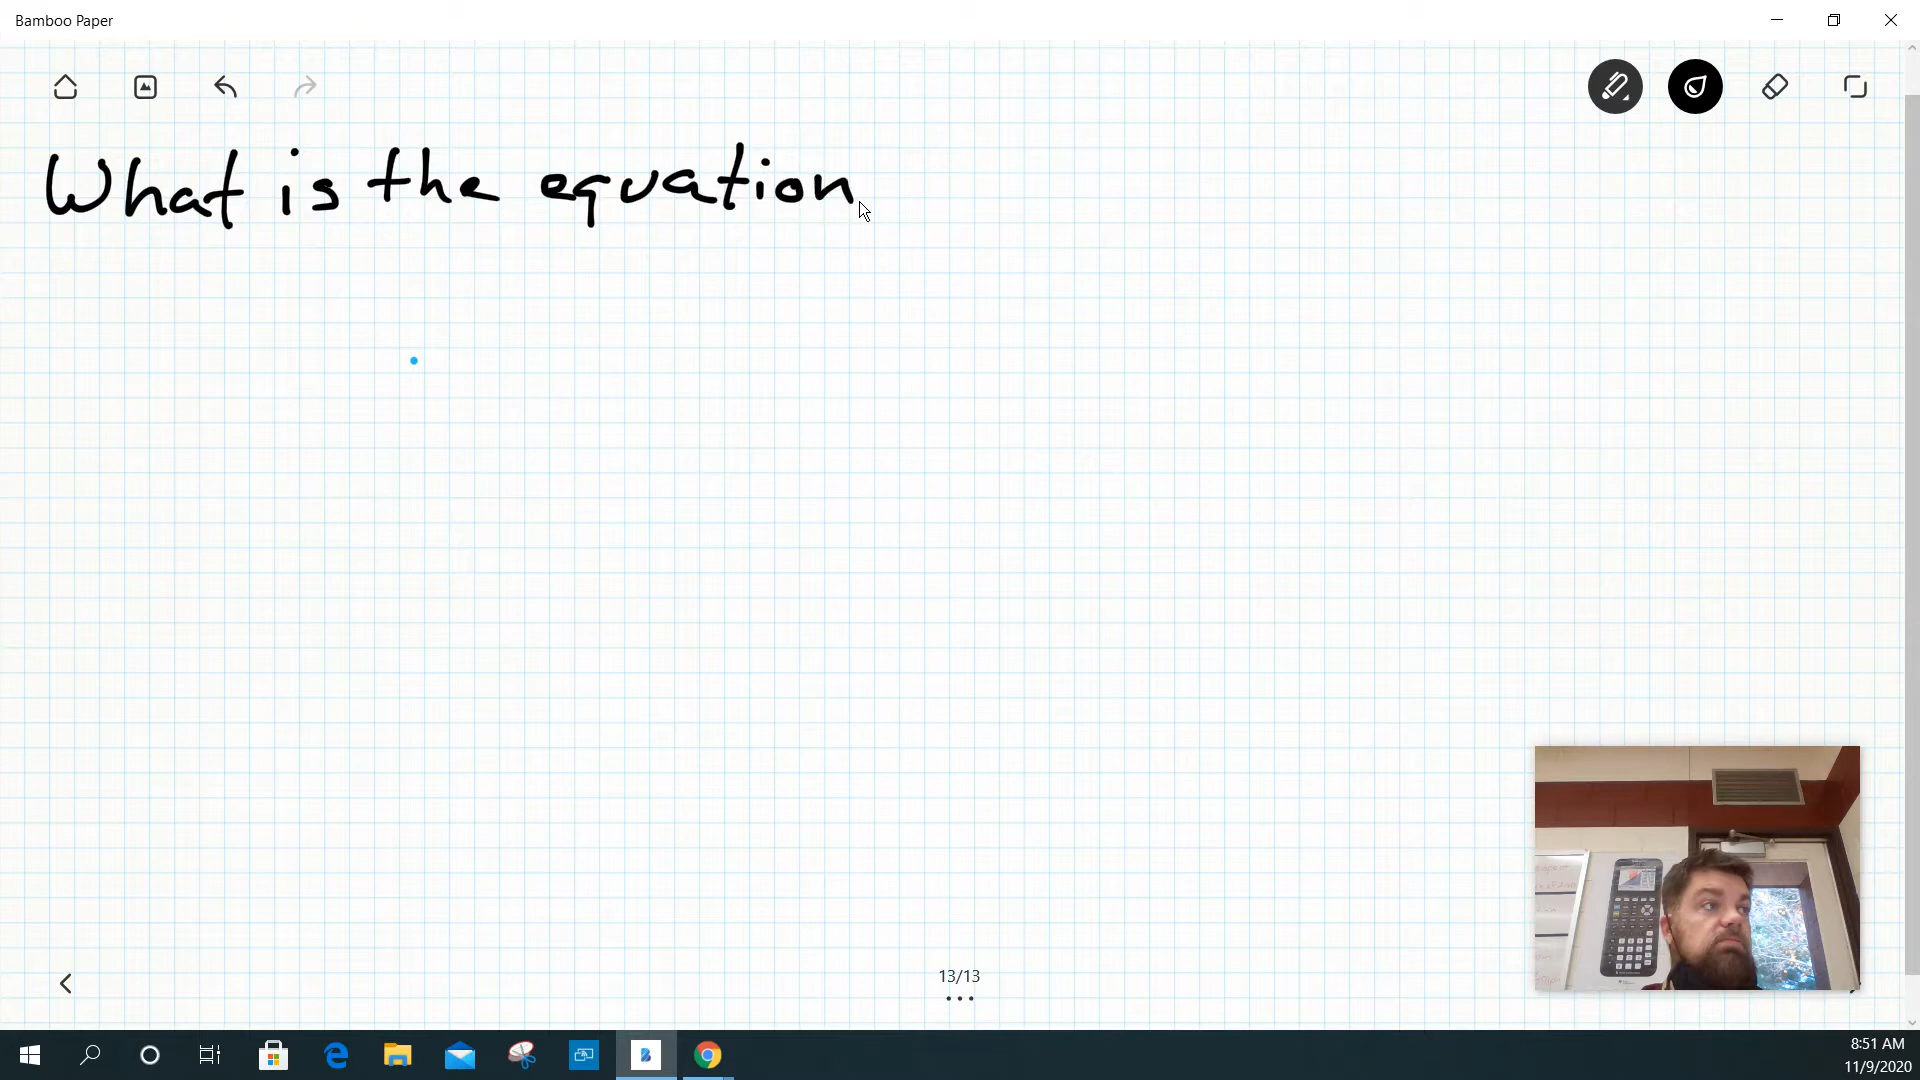 Bamboo Paper
What is the equation
13/13
8:51 AM
11/9/2020